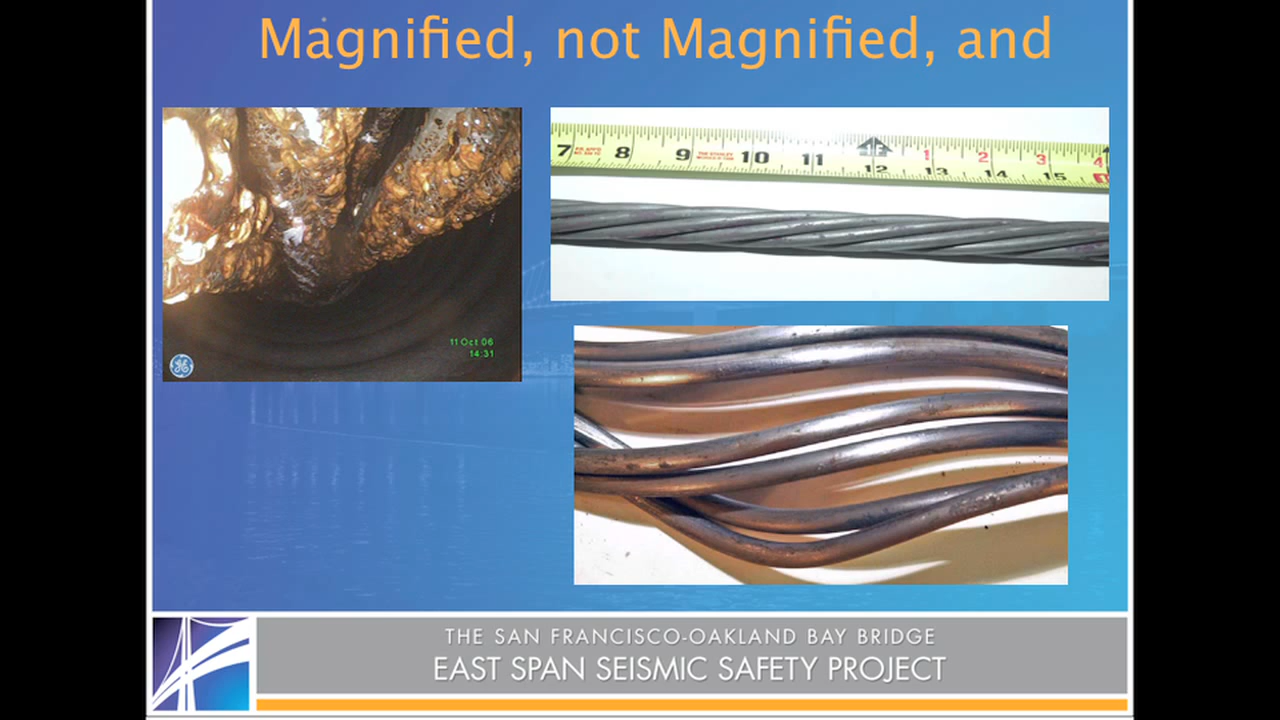 Magnified, not Magnified, and
7 8 9 10 11 12 13 14 15
1 2 3 4
11 Oct 06
14:31
THE SAN FRANCISCO-OAKLAND BAY BRIDGE
EAST SPAN SEISMIC SAFETY PROJECT